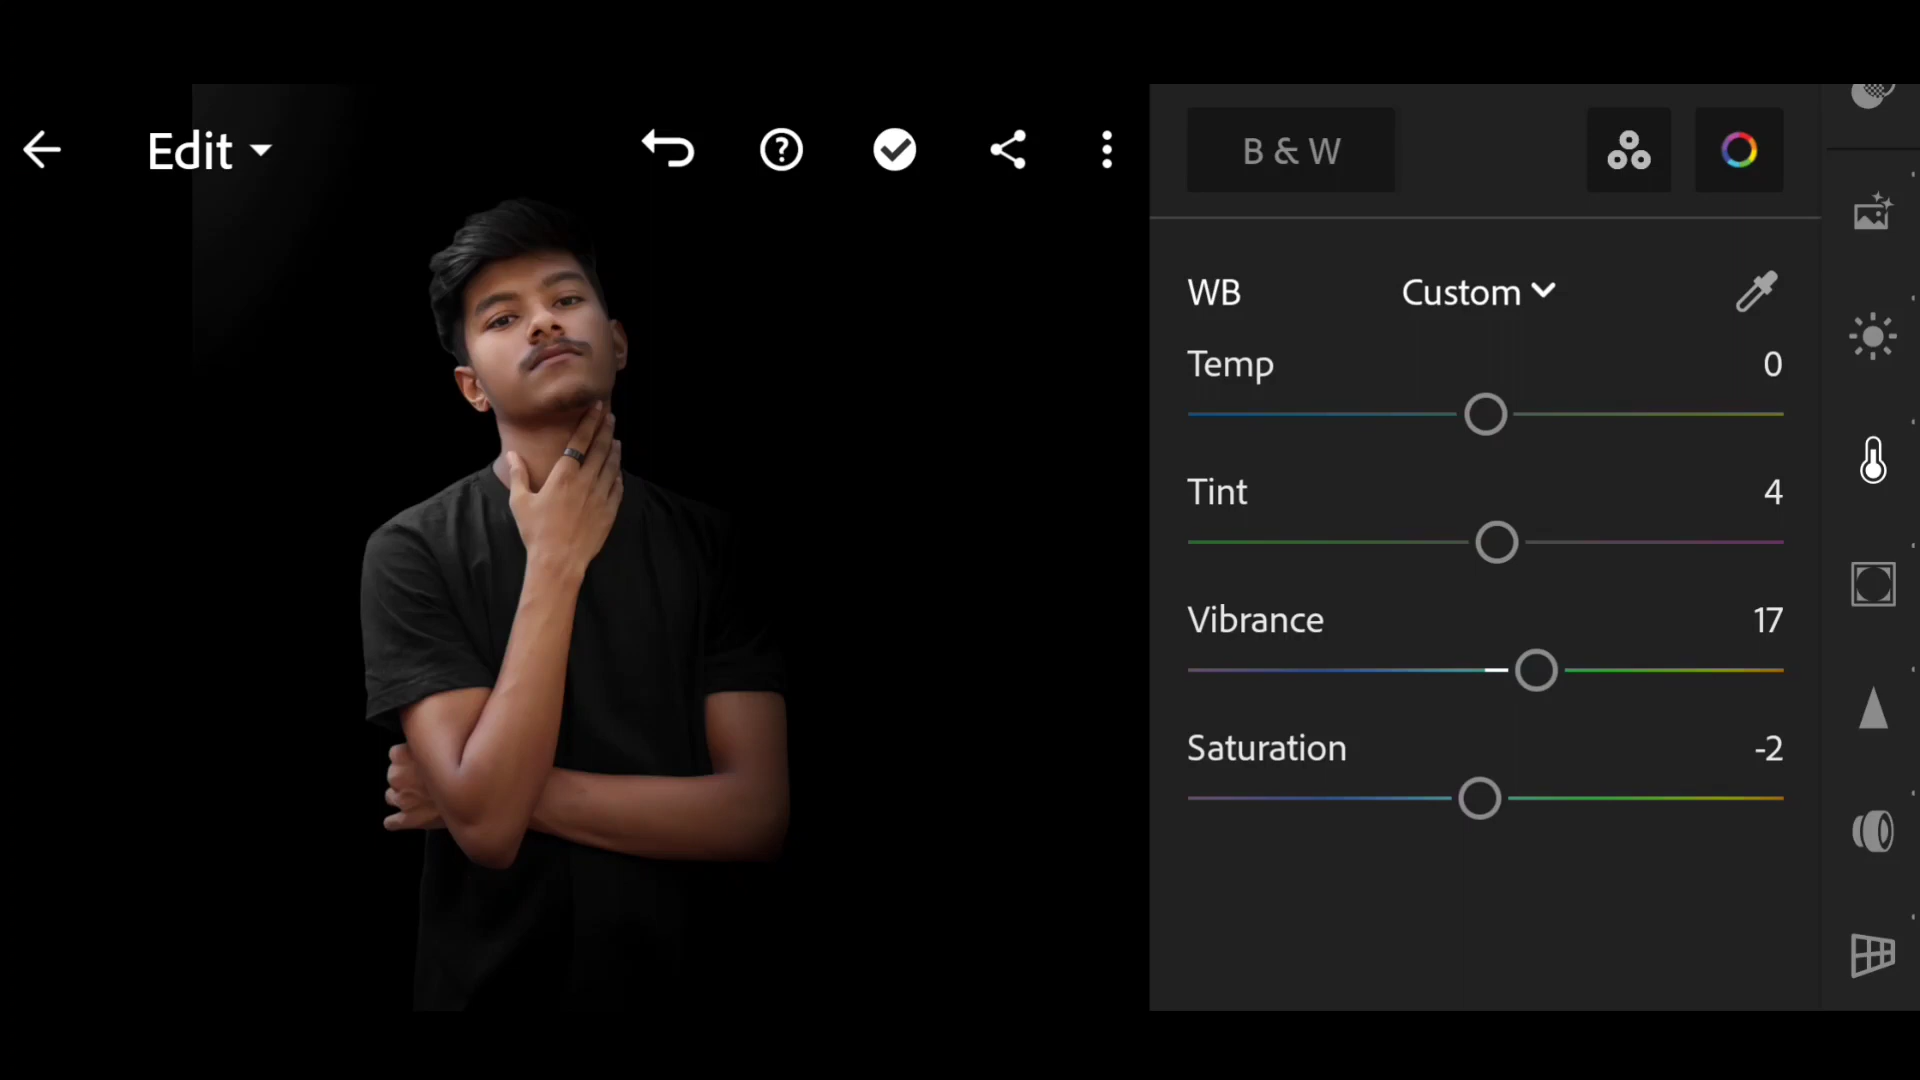 Edit
B & W
WB Custom
Temp 0
Tint 4
Vibrance 17
Saturation -2